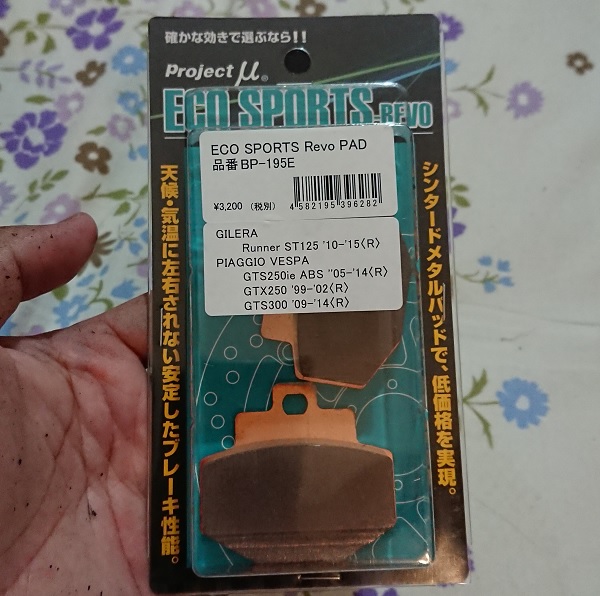 確かな効きで選ぶなら!!
Project μ®
ECO SPORTS-REVO
ECO SPORTS Revo PAD
品番BP-195E
¥3,200 (税別)
4 582195 396282
GILERA
Runner ST125 '10-'15(R)
PIAGGIO VESPA
GTS250ie ABS ''05-'14(R)
GTX250 '99-'02(R)
GTS300 '09-'14(R)
シンタードメタルパッドで、低価格を実現。
天候・気温に左右されない安定したブレーキ性能。